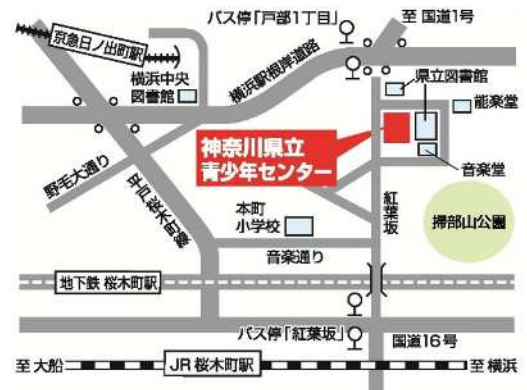 バス停「戸部1丁目」
至 国道1号
京急日ノ出町駅
横浜中央
図書館
横浜駅根岸道路
県立図書館
能楽堂
神奈川県立
青少年センター
音楽堂
野毛大通り
平戸桜木町線
本町
小学校
紅葉坂
掃部山公園
音楽通り
地下鉄 桜木町駅
バス停「紅葉坂」
国道16号
至 大船
JR 桜木町駅
至 横浜